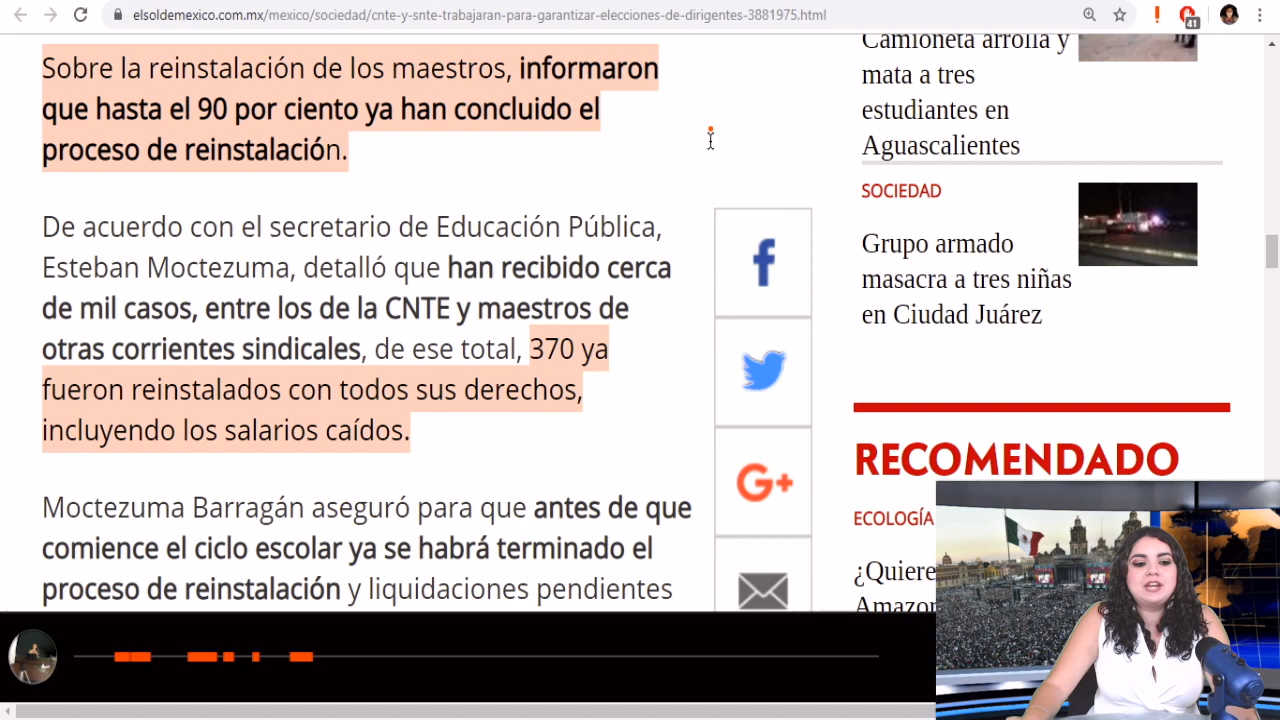 elsoldemexico.com.mx/mexico/sociedad/cnte-y-snte-trabajaran-para-garantizar-elecciones-de-dirigentes-3881975.html
41
Sobre la reinstalación de los maestros, informaron
que hasta el 90 por ciento ya han concluido el
proceso de reinstalación.
De acuerdo con el secretario de Educación Pública,
Esteban Moctezuma, detalló que han recibido cerca
de mil casos, entre los de la CNTE y maestros de
otras corrientes sindicales, de ese total, 370 ya
fueron reinstalados con todos sus derechos,
incluyendo los salarios caídos.
Moctezuma Barragán aseguró para que antes de que
comience el ciclo escolar ya se habrá terminado el
proceso de reinstalación y liquidaciones pendientes
f
G+
Camioneta arrolla y
mata a tres
estudiantes en
Aguascalientes
SOCIEDAD
Grupo armado
masacra a tres niñas
en Ciudad Juárez
RECOMENDADO
ECOLOGÍA
¿Quiere
Amazon